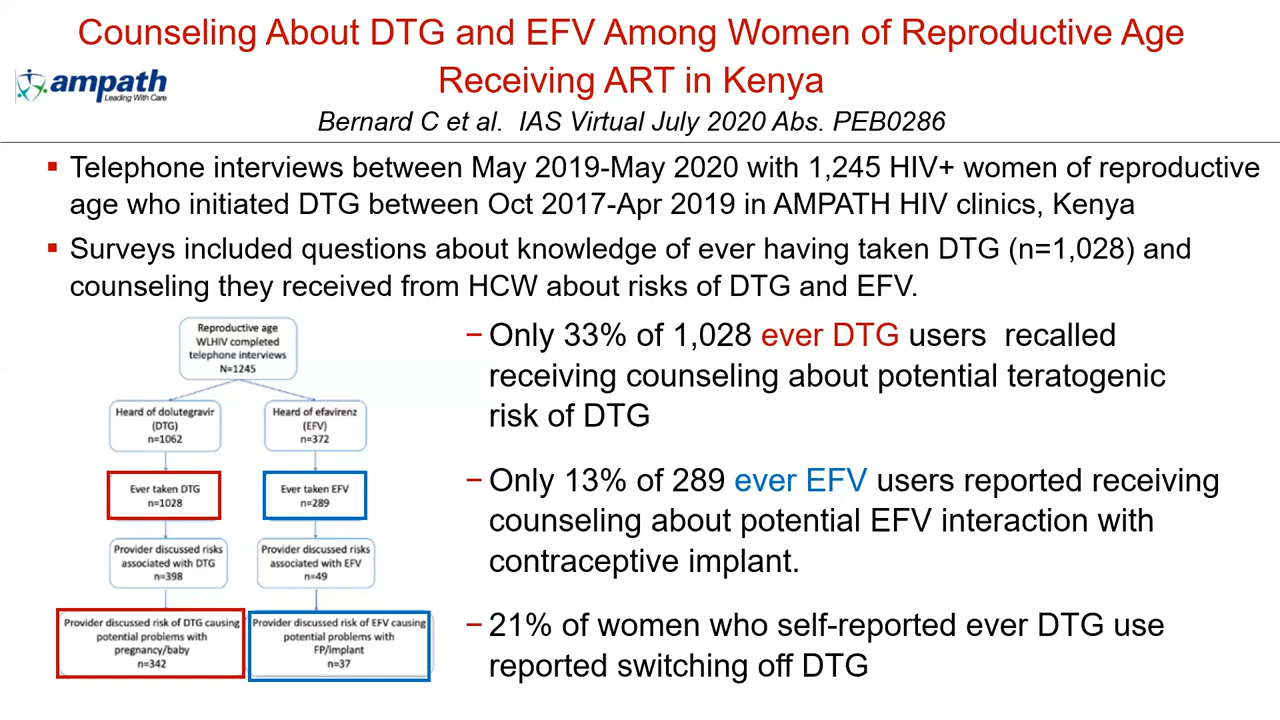 Counseling About DTG and EFV Among Women of Reproductive Age
Receiving ART in Kenya
ampath
Leading With Care
Bernard C et al.  IAS Virtual July 2020 Abs. PEB0286
▪ Telephone interviews between May 2019-May 2020 with 1,245 HIV+ women of reproductive
age who initiated DTG between Oct 2017-Apr 2019 in AMPATH HIV clinics, Kenya
▪ Surveys included questions about knowledge of ever having taken DTG (n=1,028) and
counseling they received from HCW about risks of DTG and EFV.
Reproductive age
WLHIV completed
telephone interviews
N=1245
Heard of dolutegravir
(DTG)
n=1062
Heard of efavirenz
(EFV)
n=372
Ever taken DTG
n=1028
Ever taken EFV
n=289
Provider discussed risks
associated with DTG
n=398
Provider discussed risks
associated with EFV
n=49
Provider discussed risk of DTG causing
potential problems with
pregnancy/baby
n=342
Provider discussed risk of EFV causing
potential problems with
FP/implant
n=37
– Only 33% of 1,028 ever DTG users  recalled
receiving counseling about potential teratogenic
risk of DTG
– Only 13% of 289 ever EFV users reported receiving
counseling about potential EFV interaction with
contraceptive implant.
– 21% of women who self-reported ever DTG use
reported switching off DTG